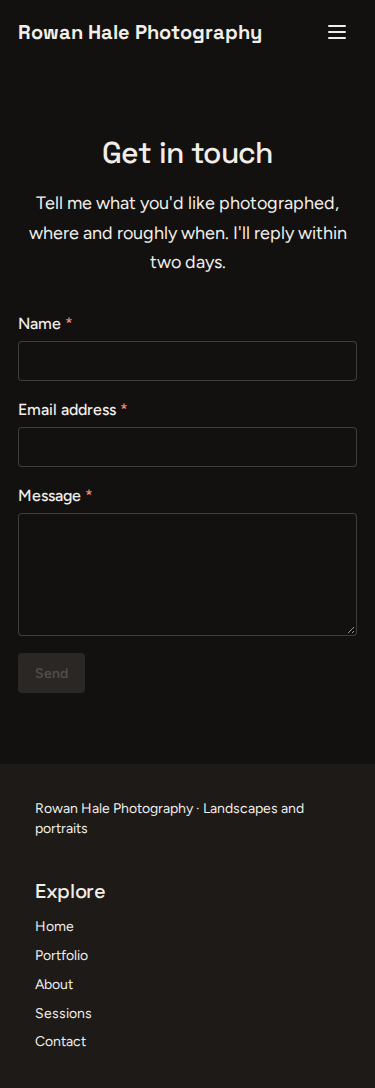 Rowan Hale Photography
Get in touch
Tell me what you'd like photographed,
where and roughly when. I'll reply within
two days.
Name *
Email address *
Message *
Send
Rowan Hale Photography · Landscapes and
portraits
Explore
Home
Portfolio
About
Sessions
Contact